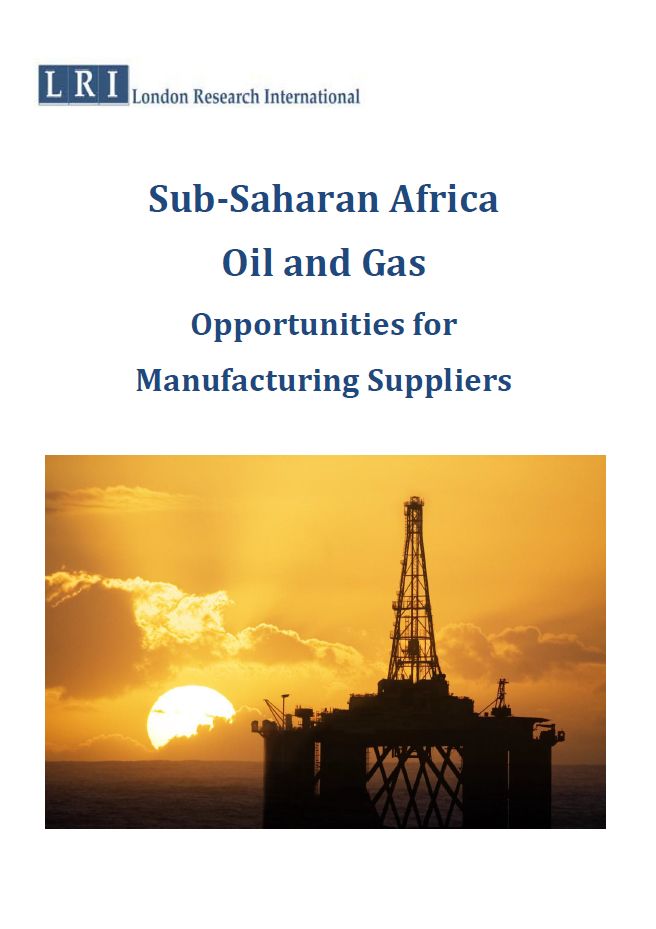 LRI London Research International
Sub-Saharan Africa
Oil and Gas
Opportunities for
Manufacturing Suppliers